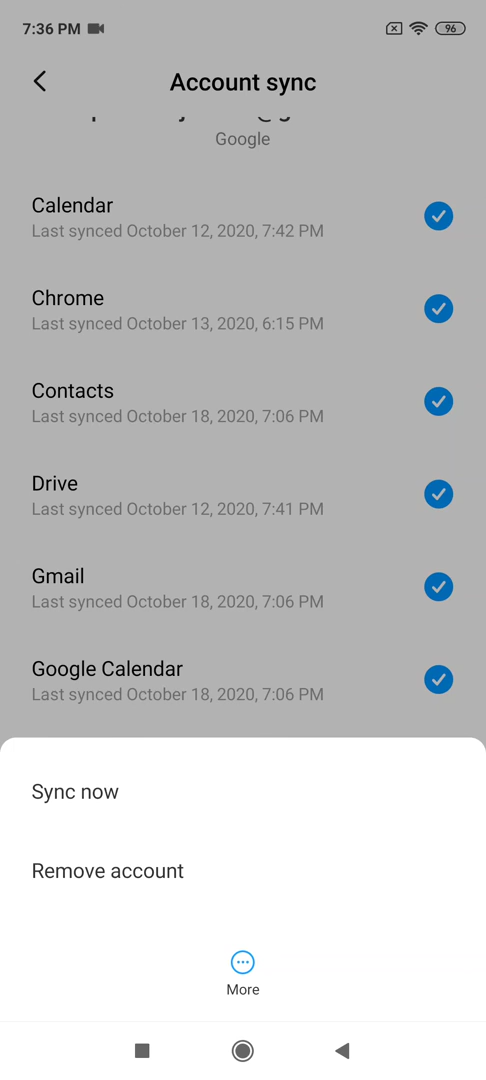 7:36 PM
96
Account sync
Google
Calendar
Last synced October 12, 2020, 7:42 PM
Chrome
Last synced October 13, 2020, 6:15 PM
Contacts
Last synced October 18, 2020, 7:06 PM
Drive
Last synced October 12, 2020, 7:41 PM
Gmail
Last synced October 18, 2020, 7:06 PM
Google Calendar
Last synced October 18, 2020, 7:06 PM
Sync now
Remove account
More